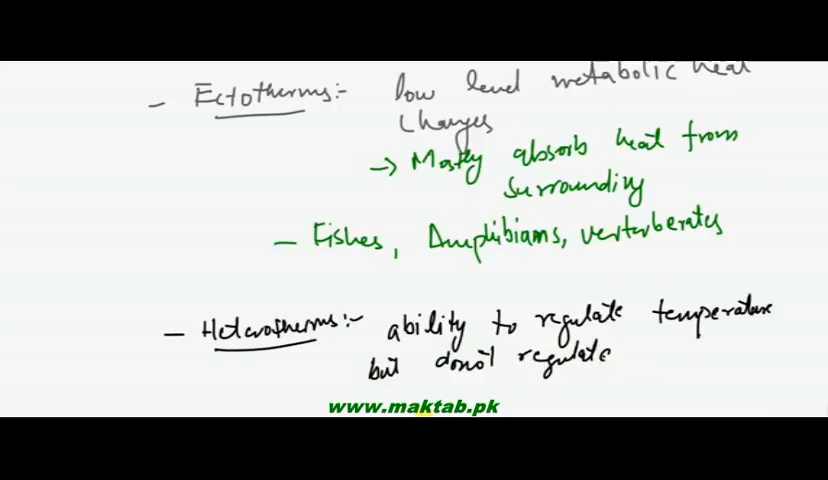 - Ectotherms:- low level metabolic heat
changes
→ Mostly absorb heat from
surrounding
- Fishes, Amphibians, verterberates
- Heterotherms:- ability to regulate temperature
but donot regulate
www.maktab.pk